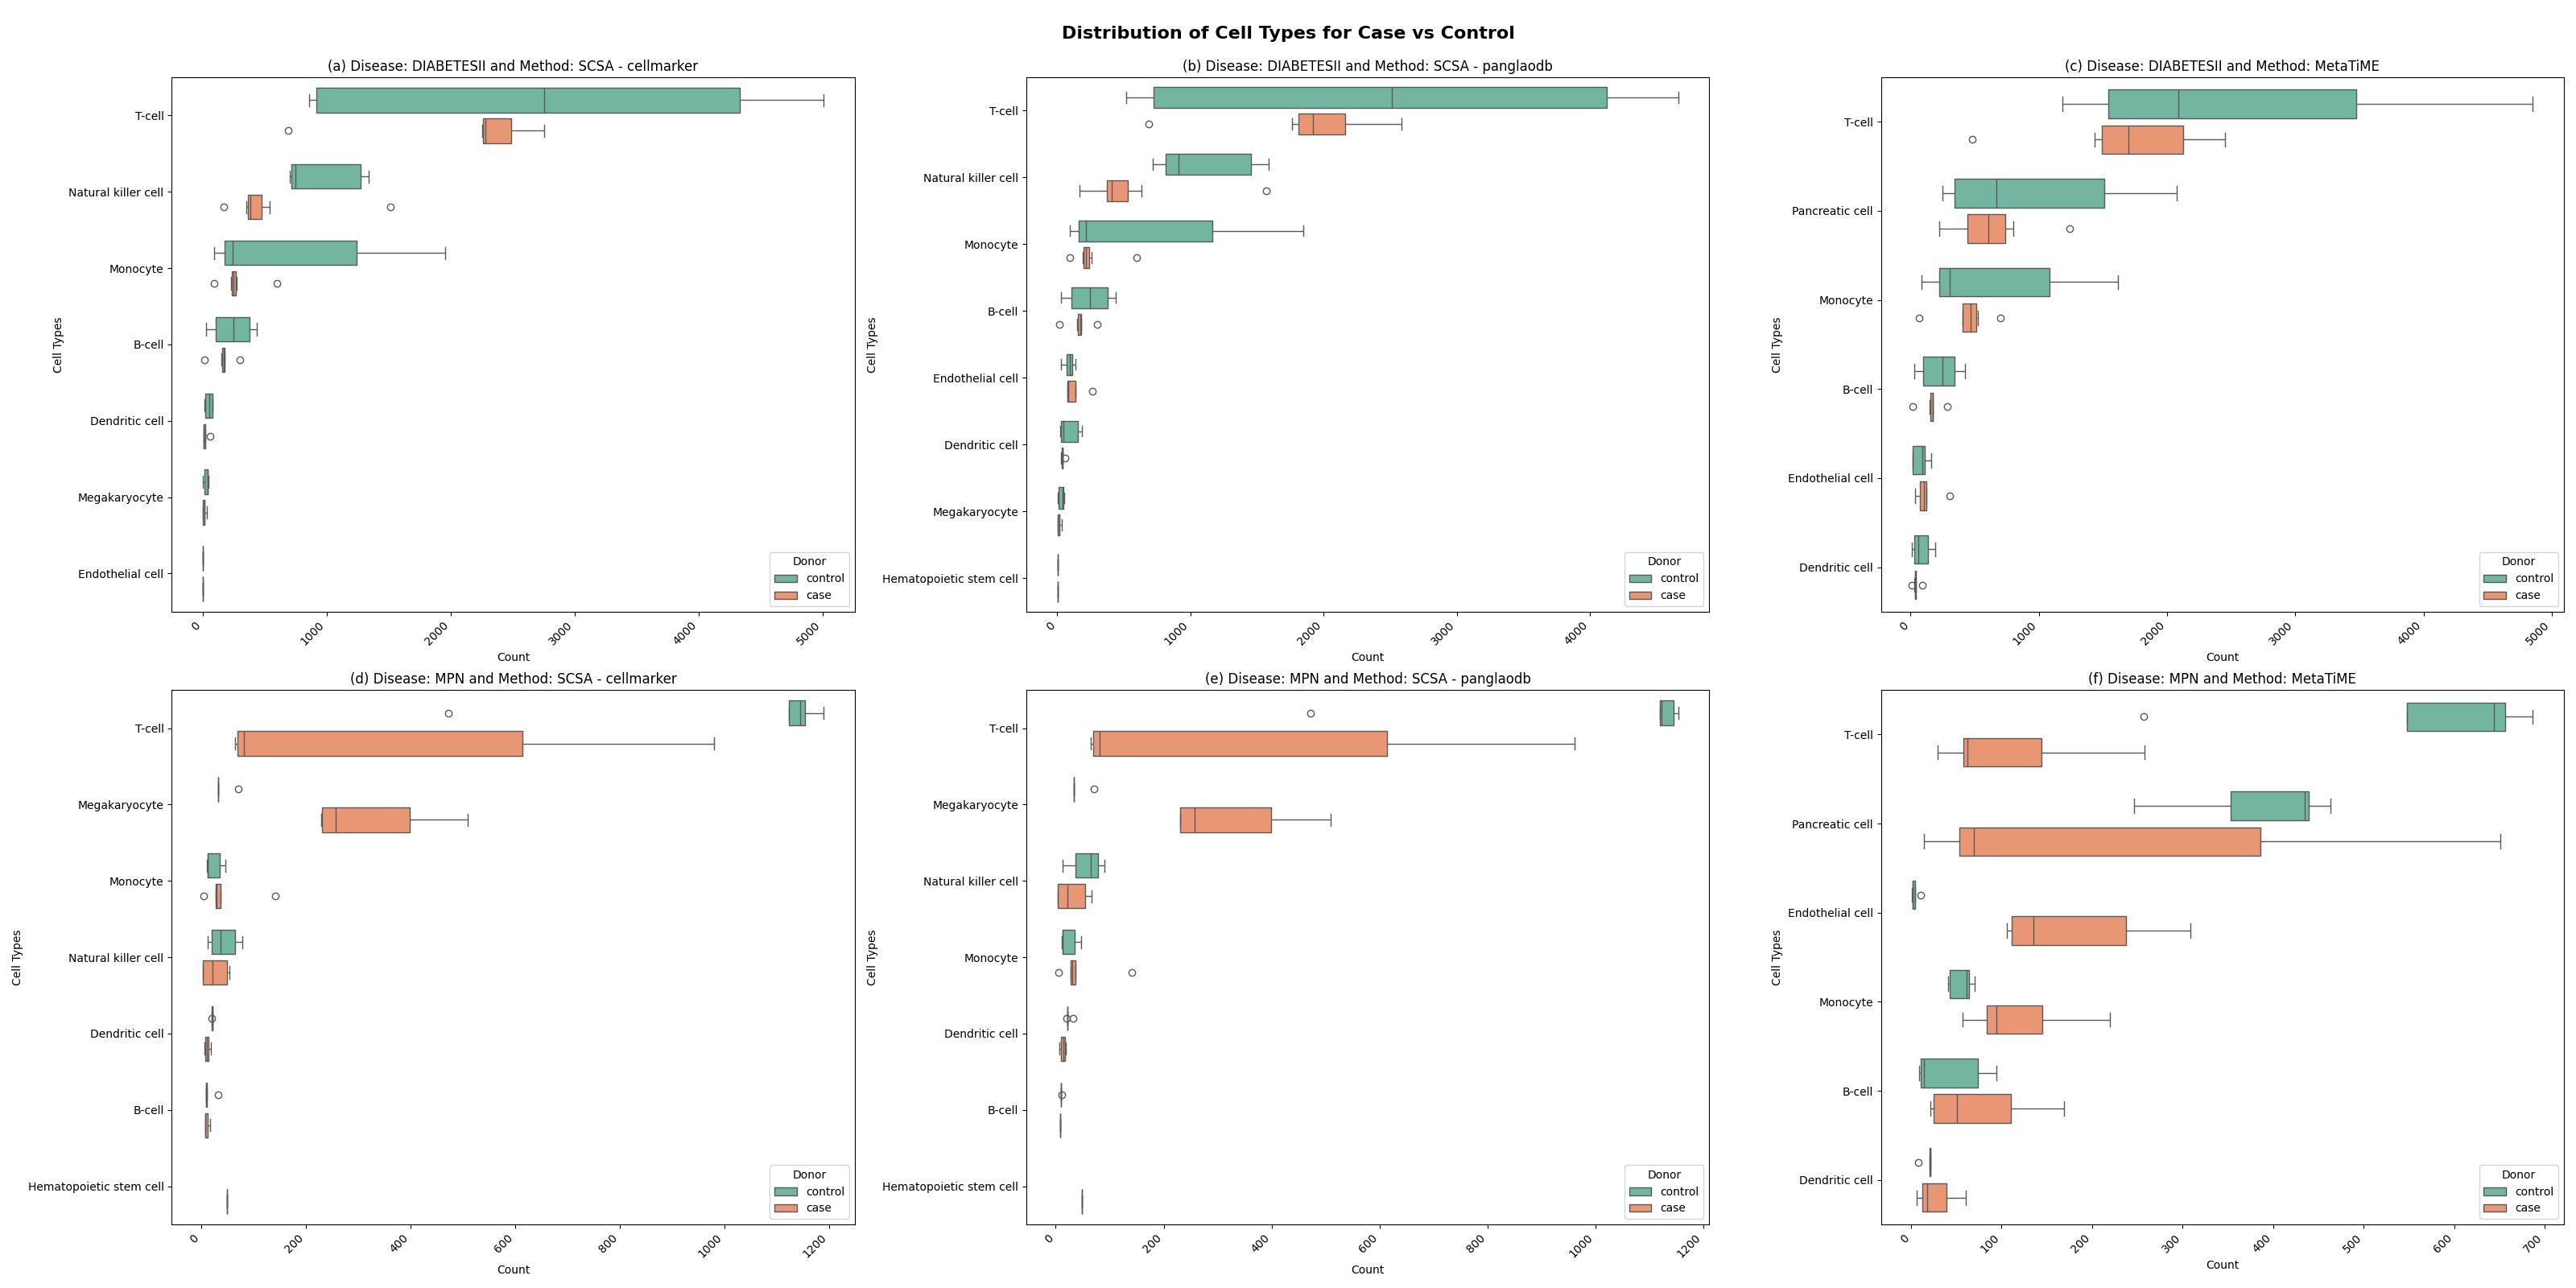 Distribution of Cell Types for Case vs Control
(a) Disease: DIABETESII and Method: SCSA - cellmarker
Cell Types
T-cell
Natural killer cell
Monocyte
B-cell
Dendritic cell
Megakaryocyte
Endothelial cell
Donor
control
case
0 1000 2000 3000 4000 5000
Count
(b) Disease: DIABETESII and Method: SCSA - panglaodb
Cell Types
T-cell
Natural killer cell
Monocyte
B-cell
Endothelial cell
Dendritic cell
Megakaryocyte
Hematopoietic stem cell
Donor
control
case
0 1000 2000 3000 4000
Count
(c) Disease: DIABETESII and Method: MetaTiME
Cell Types
T-cell
Pancreatic cell
Monocyte
B-cell
Endothelial cell
Dendritic cell
Donor
control
case
0 1000 2000 3000 4000 5000
Count
(d) Disease: MPN and Method: SCSA - cellmarker
Cell Types
T-cell
Megakaryocyte
Monocyte
Natural killer cell
Dendritic cell
B-cell
Hematopoietic stem cell
Donor
control
case
0 200 400 600 800 1000 1200
Count
(e) Disease: MPN and Method: SCSA - panglaodb
Cell Types
T-cell
Megakaryocyte
Natural killer cell
Monocyte
Dendritic cell
B-cell
Hematopoietic stem cell
Donor
control
case
0 200 400 600 800 1000 1200
Count
(f) Disease: MPN and Method: MetaTiME
Cell Types
T-cell
Pancreatic cell
Endothelial cell
Monocyte
B-cell
Dendritic cell
Donor
control
case
0 100 200 300 400 500 600 700
Count